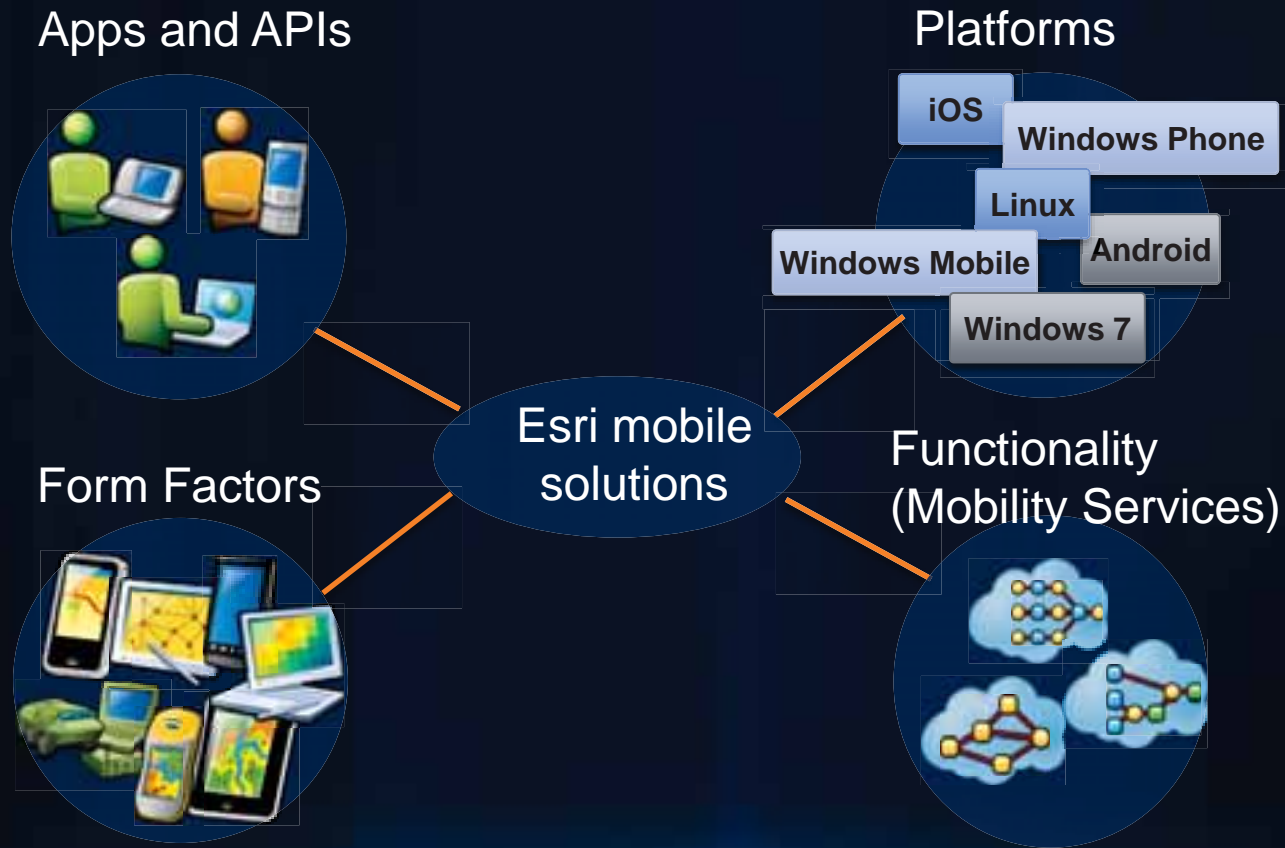 Apps and APIs
Platforms
iOS
Windows Phone
Linux
Android
Windows Mobile
Windows 7
Esri mobile
solutions
Form Factors
Functionality
(Mobility Services)